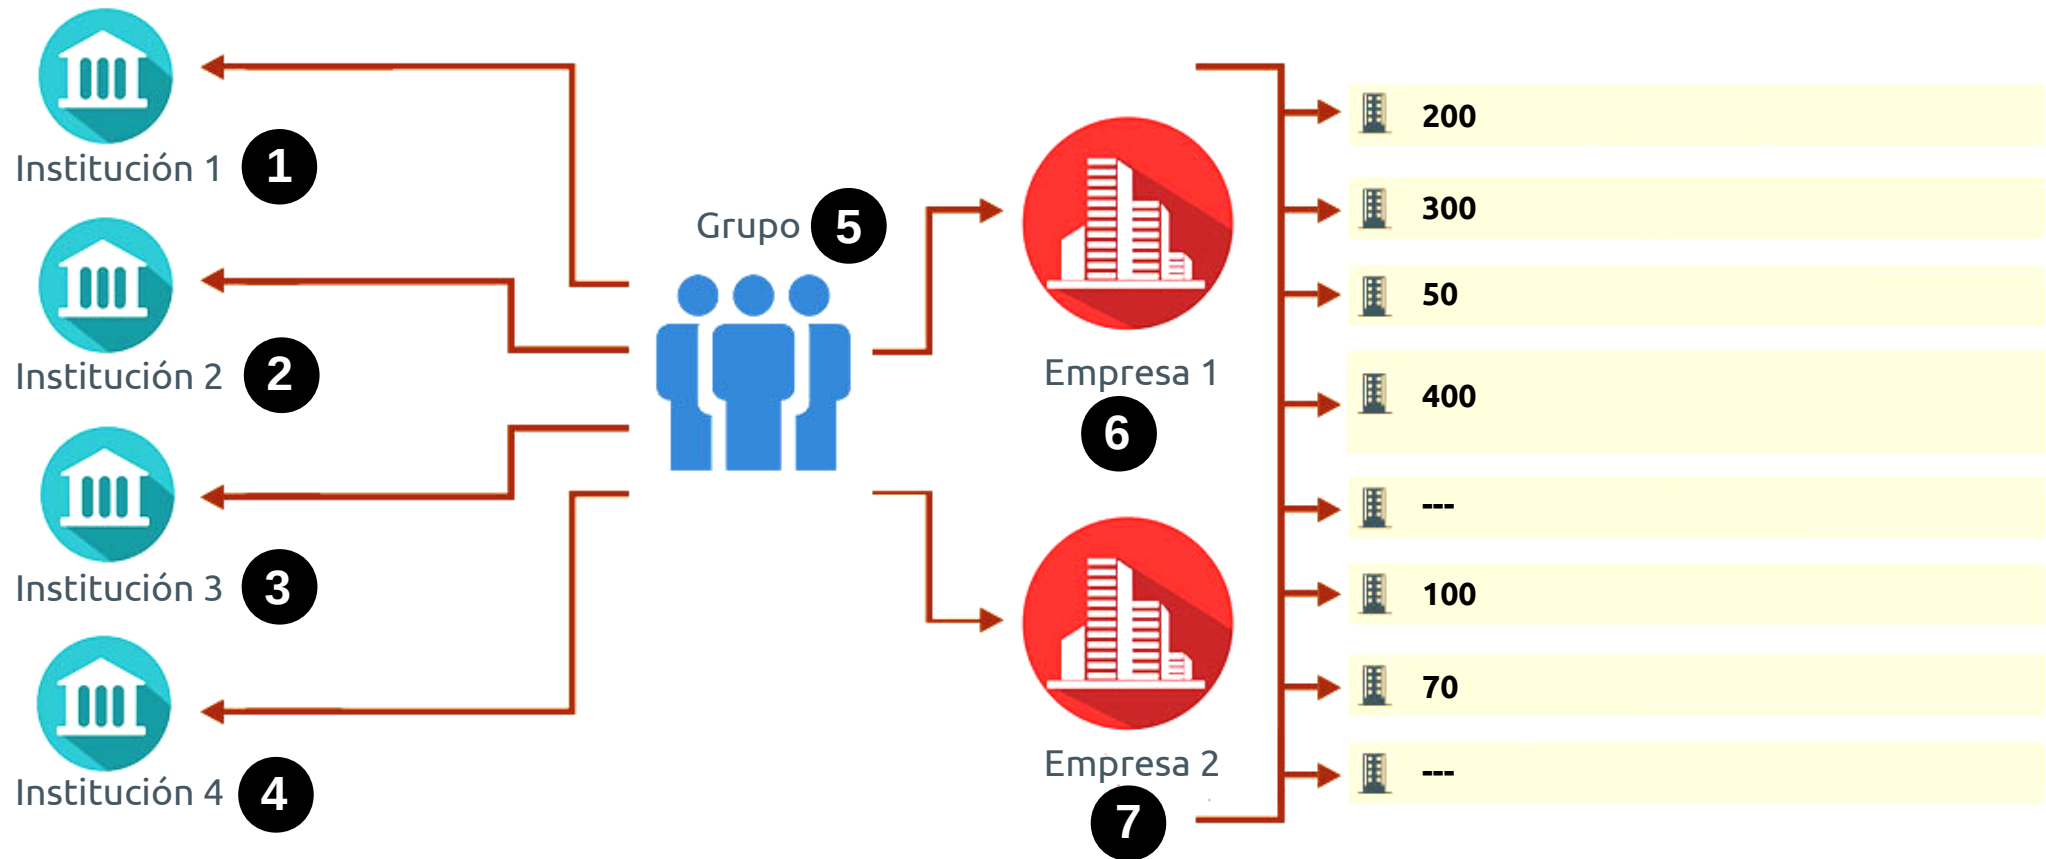 Institución 1 1
Institución 2 2
Institución 3 3
Institución 4 4
Grupo 5
Empresa 1
6
Empresa 2
7
200
300
50
400
---
100
70
---